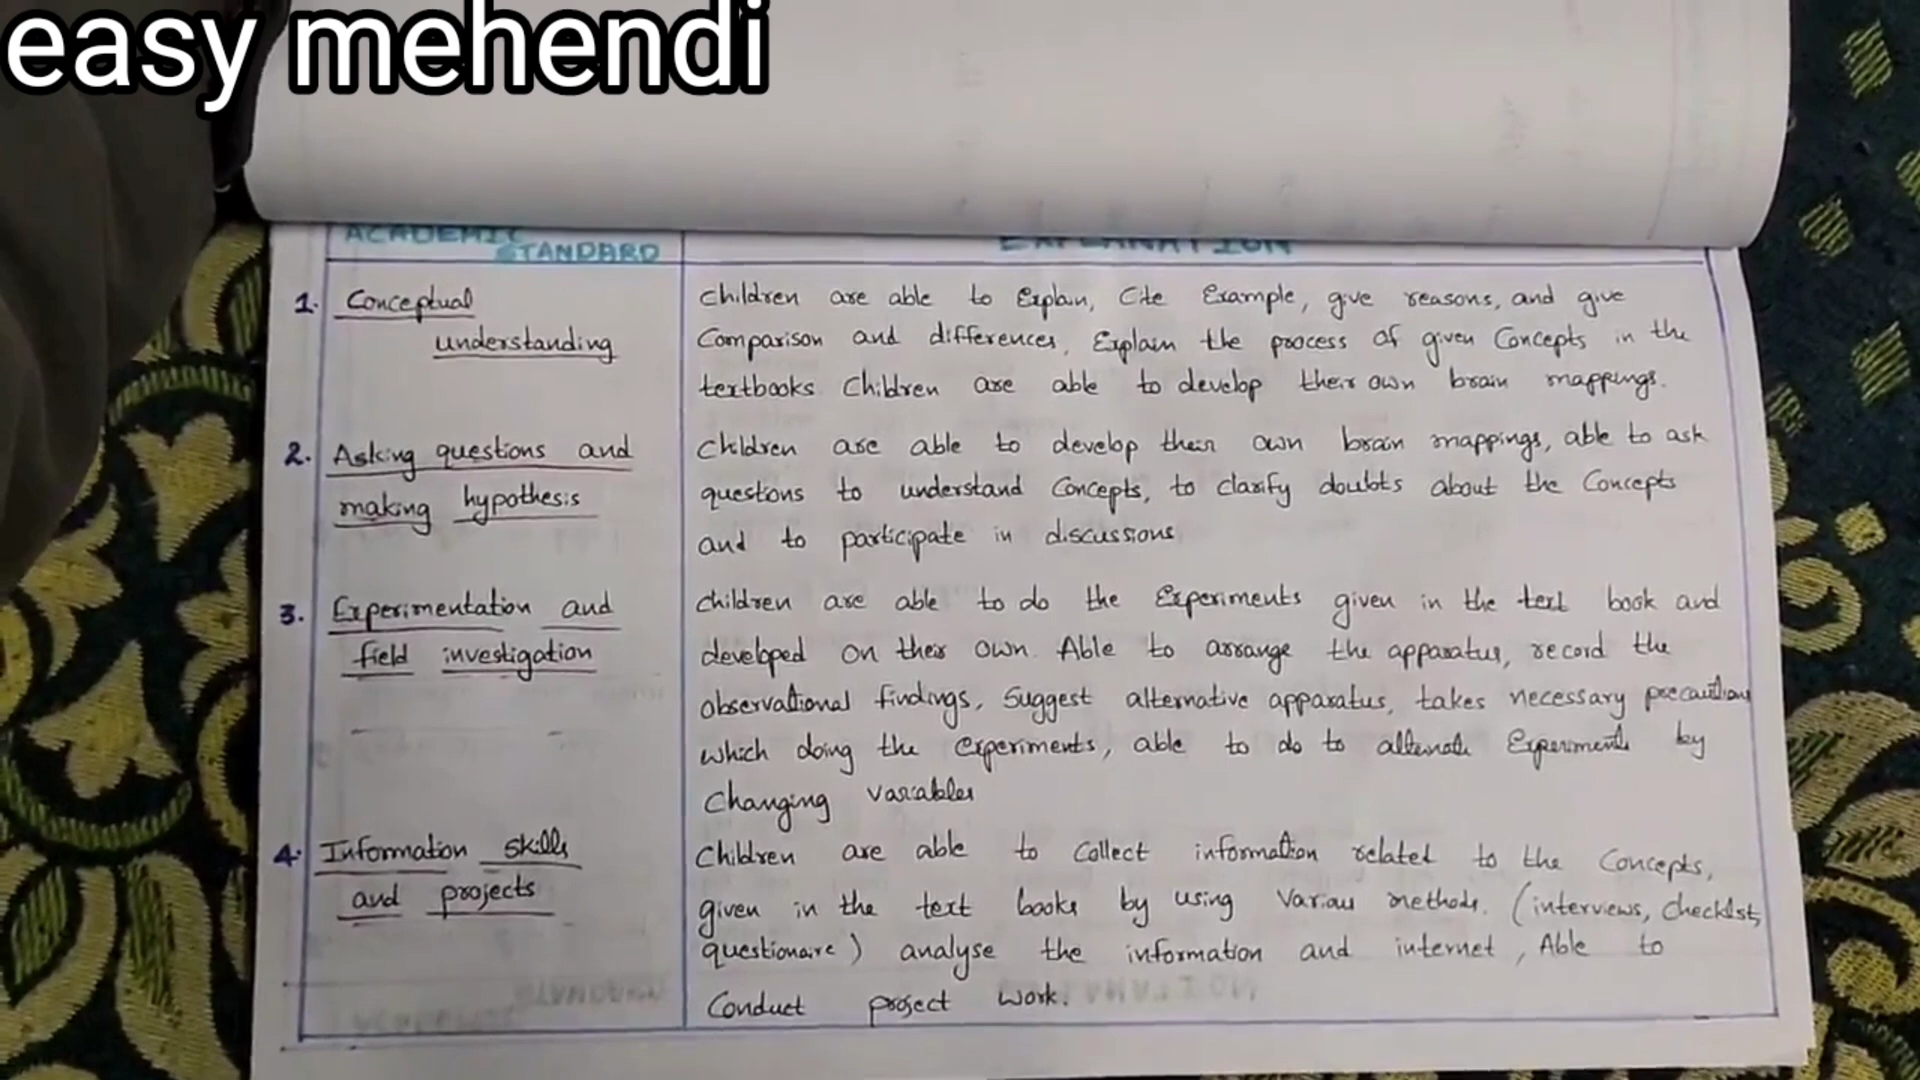 easy mehendi
ACADEMIC
STANDARD
EXPLANATION
1. Conceptual
understanding
Children are able to Explain, Cite Example, give reasons, and give
Comparison and differences, Explain the process of given Concepts in the
textbooks Children are able to develop their own brain mappings.
2. Asking questions and
making hypothesis
Children are able to develop their own brain mappings, able to ask
questions to understand Concepts, to clarify doubts about the Concepts
and to participate in discussions
3. Experimentation and
field investigation
children are able to do the Experiments given in the text book and
developed on their own. Able to arrange the apparatus, record the
observational findings, Suggest alternative apparatus, takes necessary precautions
which doing the experiments, able to do to alternate Experiments by
Changing variables
4. Information skills
and projects
Children are able to Collect information related to the Concepts,
given in the text books by using Various methods. (interviews, Checklist,
questionaire) analyse the information and internet, Able to
Conduct project work.